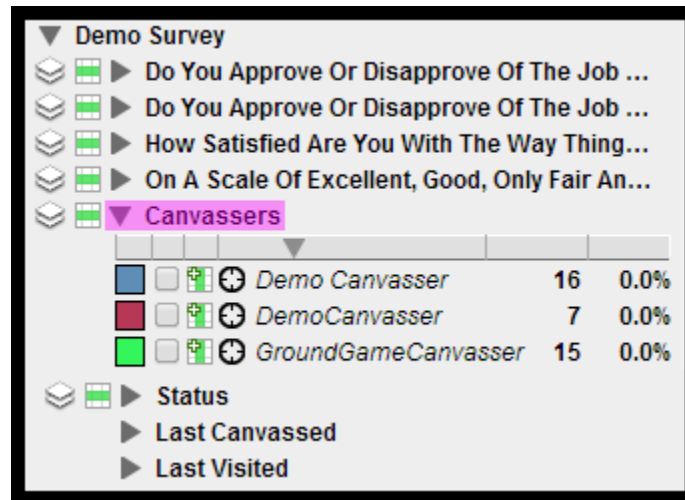 Demo Survey
Do You Approve Or Disapprove Of The Job ...
Do You Approve Or Disapprove Of The Job ...
How Satisfied Are You With The Way Thing...
On A Scale Of Excellent, Good, Only Fair An...
Canvassers
Demo Canvasser 16 0.0%
DemoCanvasser 7 0.0%
GroundGameCanvasser 15 0.0%
Status
Last Canvassed
Last Visited